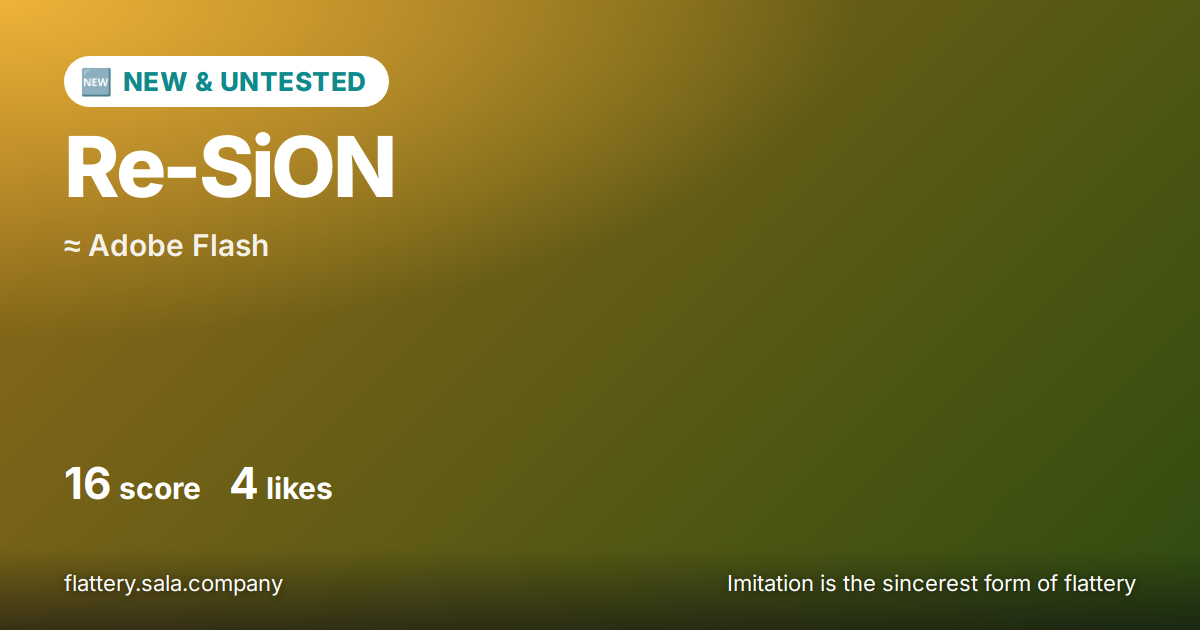 🆕 NEW & UNTESTED
Re-SiON
≈ Adobe Flash
16 score 4 likes
flattery.sala.company
Imitation is the sincerest form of flattery